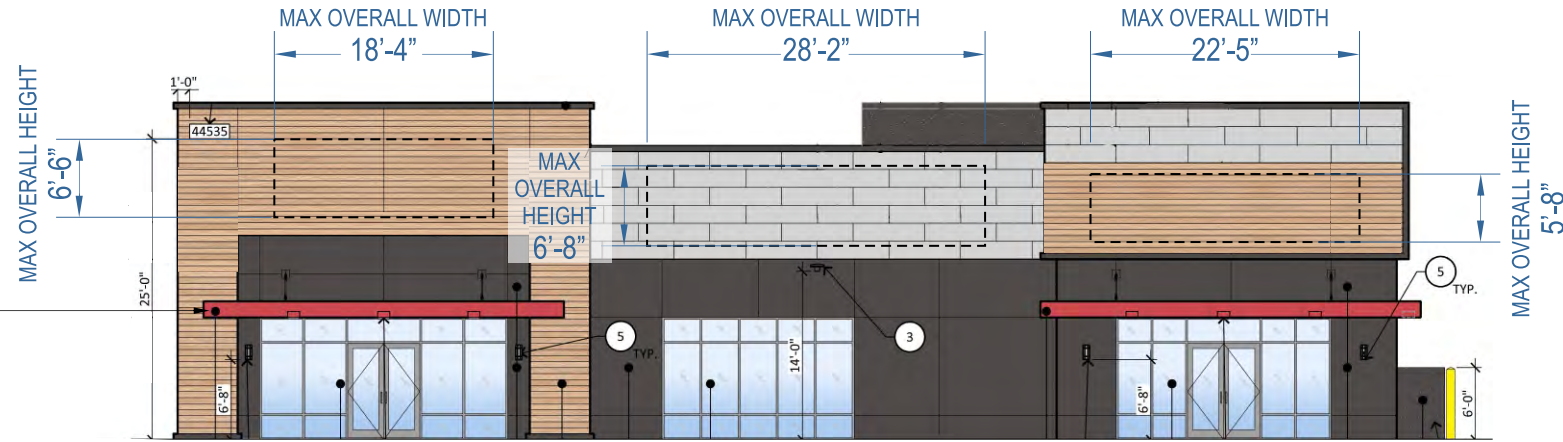 MAX OVERALL WIDTH
18'-4”
MAX OVERALL WIDTH
28'-2”
MAX OVERALL WIDTH
22'-5”
MAX OVERALL HEIGHT
6'-6”
1'-0"
44535
25'-0"
MAX
OVERALL
HEIGHT
6'-8”
MAX OVERALL HEIGHT
5'-8”
5
TYP.
5
TYP.
3
14'-0"
6'-8"
6'-8"
6'-0"